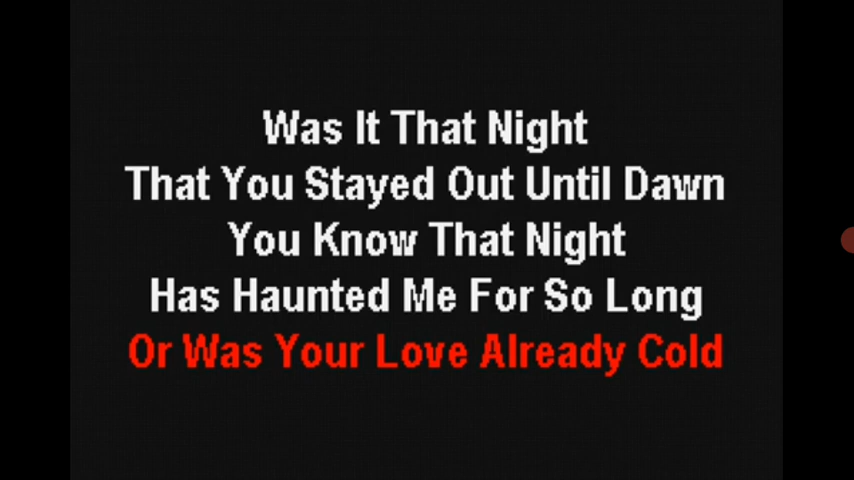 Was It That Night
That You Stayed Out Until Dawn
You Know That Night
Has Haunted Me For So Long
Or Was Your Love Already Cold